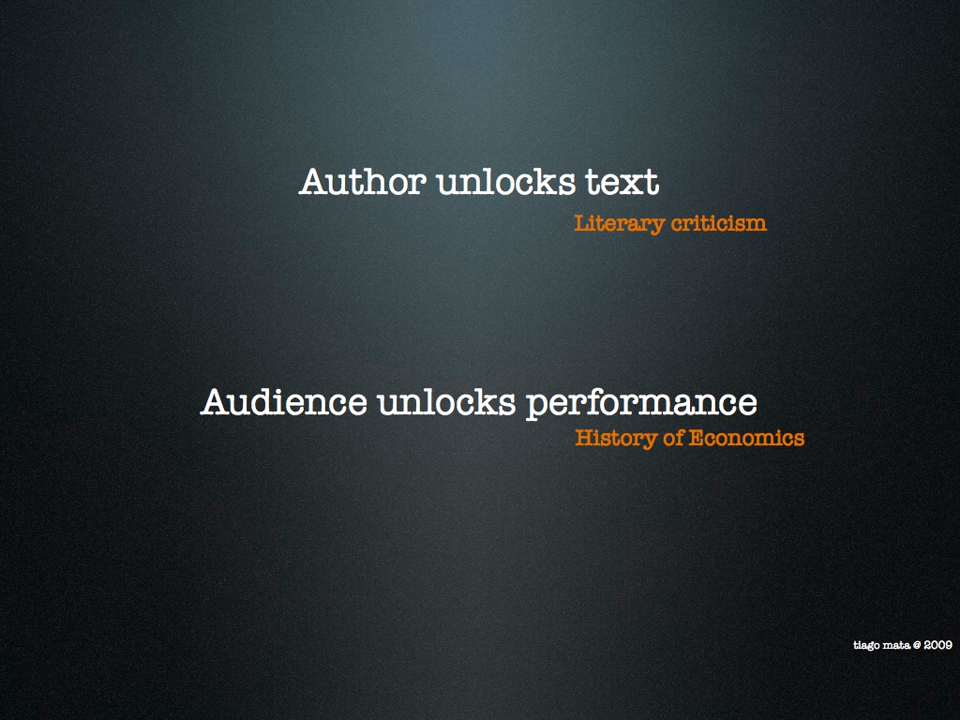 Author unlocks text
Literary criticism
Audience unlocks performance
History of Economics
tiago mata @ 2009